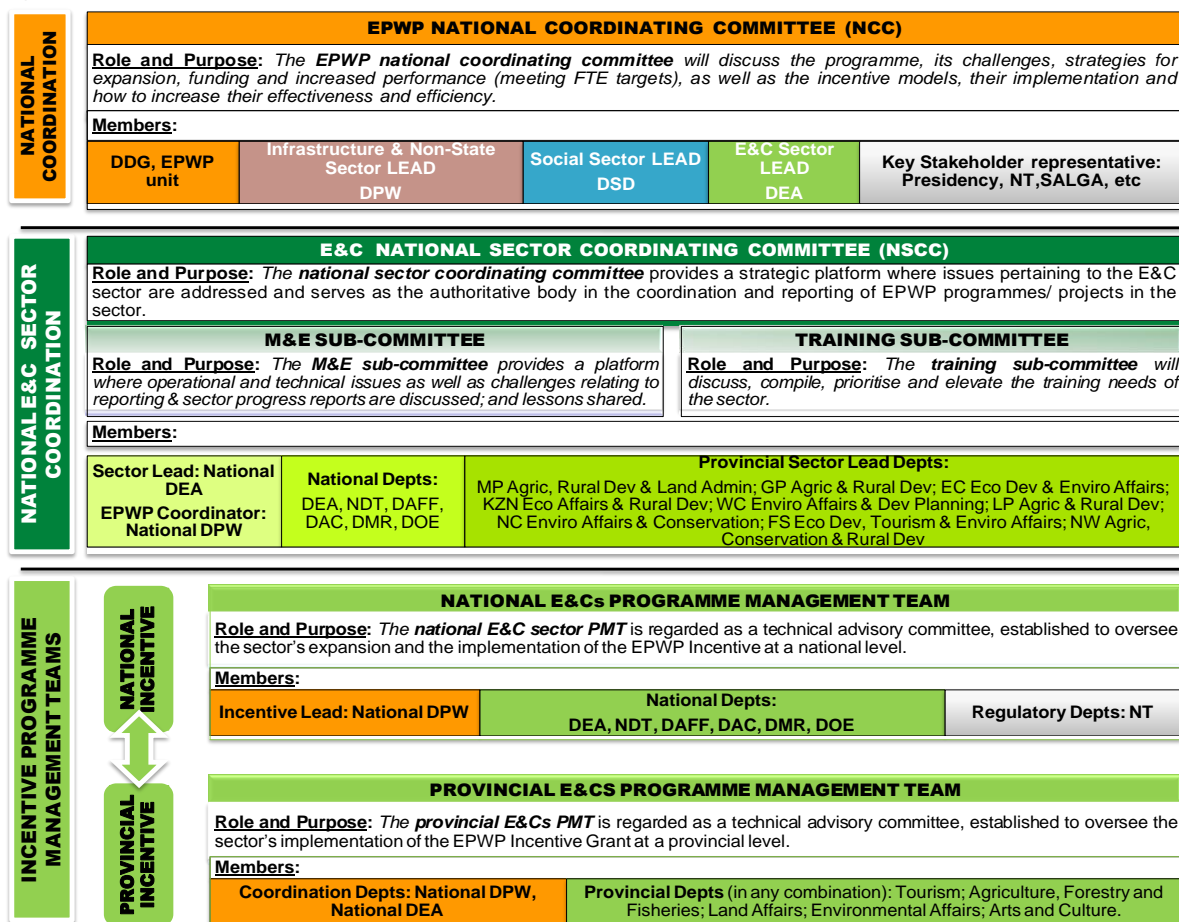 NATIONAL
COORDINATION
EPWP NATIONAL COORDINATING COMMITTEE (NCC)
Role and Purpose: The EPWP national coordinating committee will discuss the programme, its challenges, strategies for
expansion, funding and increased performance (meeting FTE targets), as well as the incentive models, their implementation and
how to increase their effectiveness and efficiency.
Members:
DDG, EPWP
unit
Infrastructure & Non-State
Sector LEAD
DPW
Social Sector LEAD
DSD
E&C Sector
LEAD
DEA
Key Stakeholder representative:
Presidency, NT,SALGA, etc
NATIONAL E&C SECTOR
COORDINATION
E&C NATIONAL SECTOR COORDINATING COMMITTEE (NSCC)
Role and Purpose: The national sector coordinating committee provides a strategic platform where issues pertaining to the E&C
sector are addressed and serves as the authoritative body in the coordination and reporting of EPWP programmes/ projects in the
sector.
M&E SUB-COMMITTEE
Role and Purpose: The M&E sub-committee provides a platform
where operational and technical issues as well as challenges relating to
reporting & sector progress reports are discussed; and lessons shared.
TRAINING SUB-COMMITTEE
Role and Purpose: The training sub-committee will
discuss, compile, prioritise and elevate the training needs of
the sector.
Members:
Sector Lead: National
DEA
EPWP Coordinator:
National DPW
National Depts:
DEA, NDT, DAFF,
DAC, DMR, DOE
Provincial Sector Lead Depts:
MP Agric, Rural Dev & Land Admin; GP Agric & Rural Dev; EC Eco Dev & Enviro Affairs;
KZN Eco Affairs & Rural Dev; WC Enviro Affairs & Dev Planning; LP Agric & Rural Dev;
NC Enviro Affairs & Conservation; FS Eco Dev, Tourism & Enviro Affairs; NW Agric,
Conservation & Rural Dev
INCENTIVE PROGRAMME
MANAGEMENT TEAMS
NATIONAL
INCENTIVE
NATIONAL E&Cs PROGRAMME MANAGEMENT TEAM
Role and Purpose: The national E&C sector PMT is regarded as a technical advisory committee, established to oversee
the sector's expansion and the implementation of the EPWP Incentive at a national level.
Members:
Incentive Lead: National DPW
National Depts:
DEA, NDT, DAFF, DAC, DMR, DOE
Regulatory Depts: NT
PROVINCIAL
INCENTIVE
PROVINCIAL E&CS PROGRAMME MANAGEMENT TEAM
Role and Purpose: The provincial E&Cs PMT is regarded as a technical advisory committee, established to oversee the
sector's implementation of the EPWP Incentive Grant at a provincial level.
Members:
Coordination Depts: National DPW,
National DEA
Provincial Depts (in any combination): Tourism; Agriculture, Forestry and
Fisheries; Land Affairs; Environmental Affairs; Arts and Culture.